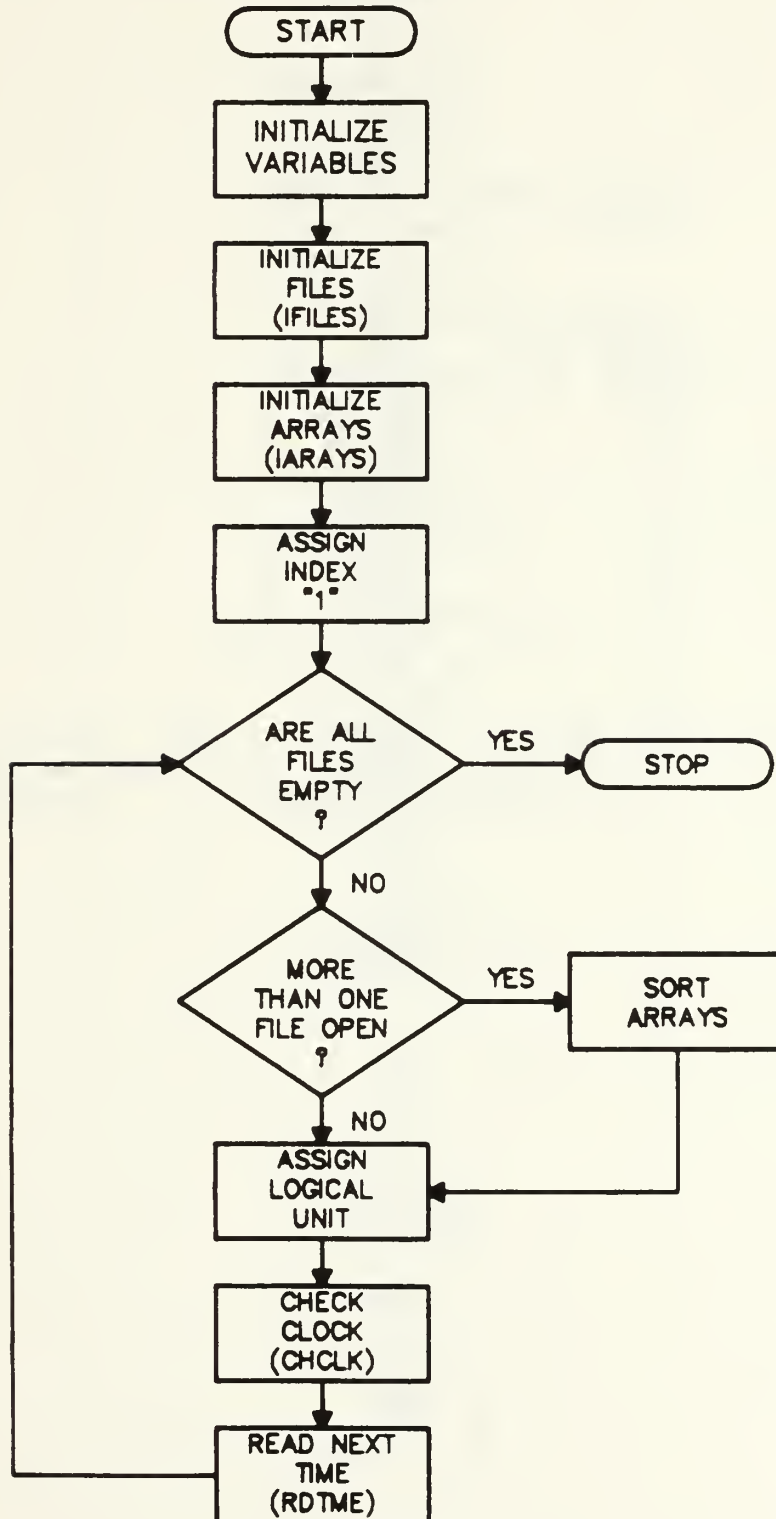 START
INITIALIZE
VARIABLES
INITIALIZE
FILES
(IFILES)
INITIALIZE
ARRAYS
(IARAYS)
ASSIGN
INDEX
"1"
ARE ALL
FILES
EMPTY
?
YES
STOP
NO
MORE
THAN ONE
FILE OPEN
?
YES
SORT
ARRAYS
NO
ASSIGN
LOGICAL
UNIT
CHECK
CLOCK
(CHCLK)
READ NEXT
TIME
(RDTME)